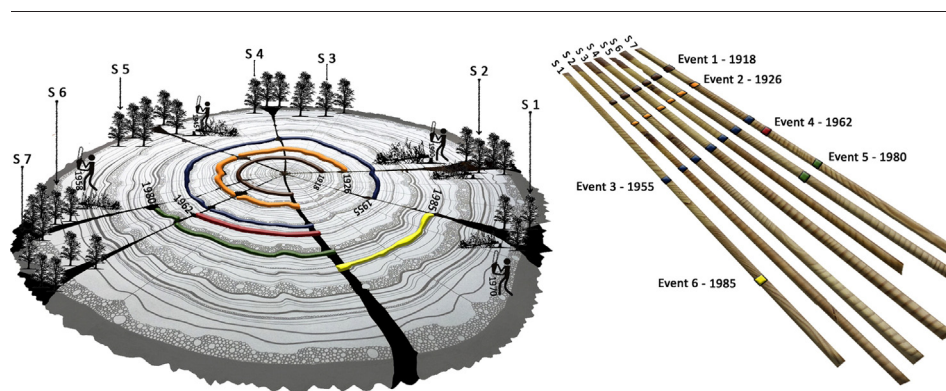 S 4
S 3
S 5
S 2
S 6
S 1
S 7
1958
1970
1918
1926
1955
1962
1985
S 1
S 2
S 3
S 4
S 5
S 6
S 7
Event 1 - 1918
Event 2 - 1926
Event 4 - 1962
Event 5 - 1980
Event 3 - 1955
Event 6 - 1985